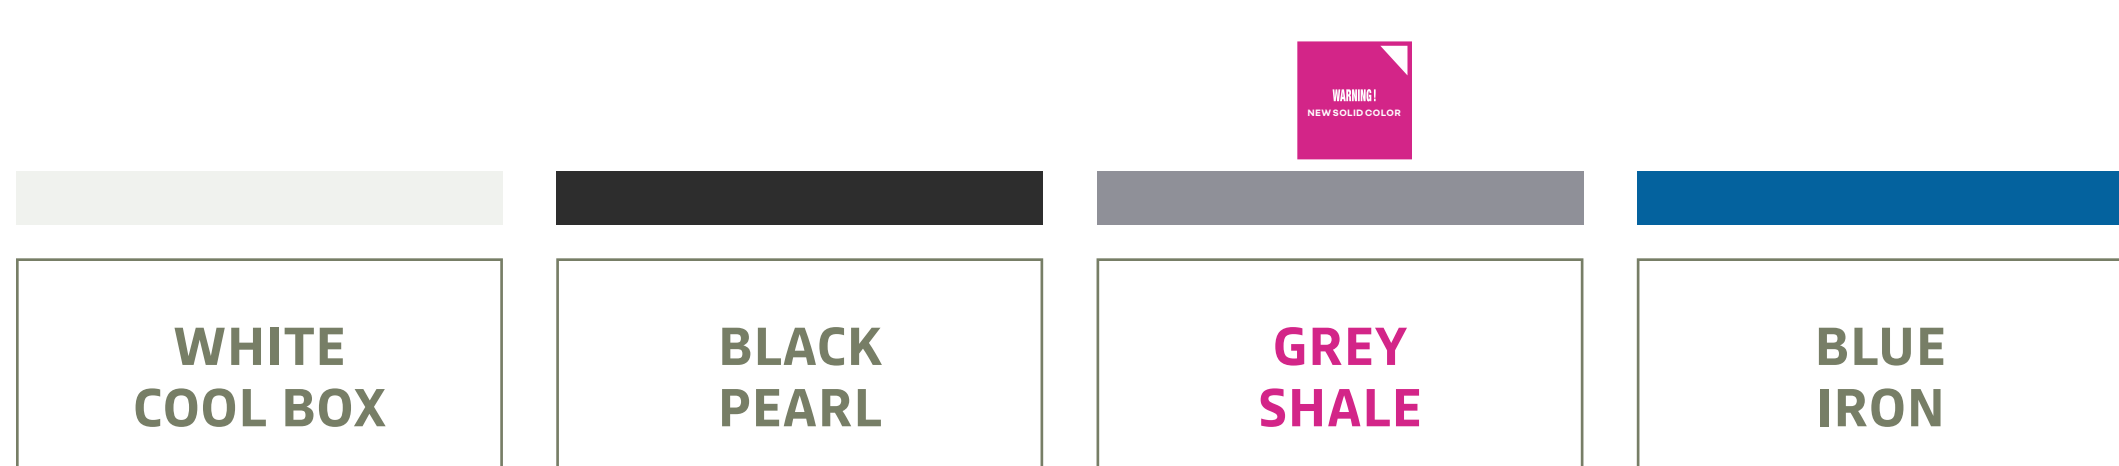 WARNING !
NEW SOLID COLOR
WHITE
COOL BOX
BLACK
PEARL
GREY
SHALE
BLUE
IRON